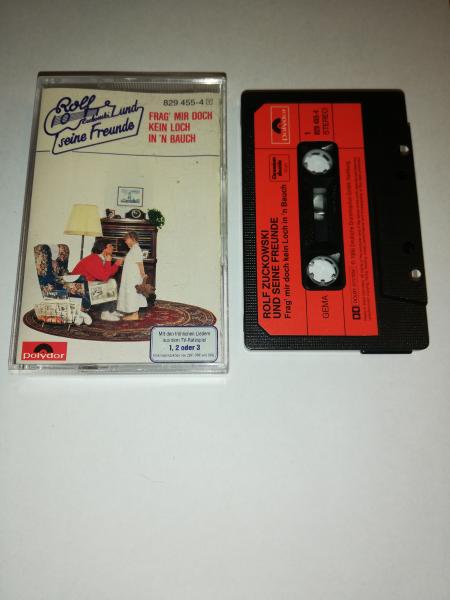 829 455-4
Rolf
Zuckowski und
seine Freunde
FRAG' MIR DOCH
KEIN LOCH
IN 'N BAUCH
polydor
Mit den fröhlichen Liedern
aus dem TV-Ratespiel
1, 2 oder 3
polydor
1
829 455-4
STEREO
ROLF ZUCKOWSKI
UND SEINE FREUNDE
Frag' mir doch kein Loch in 'n Bauch
GEMA